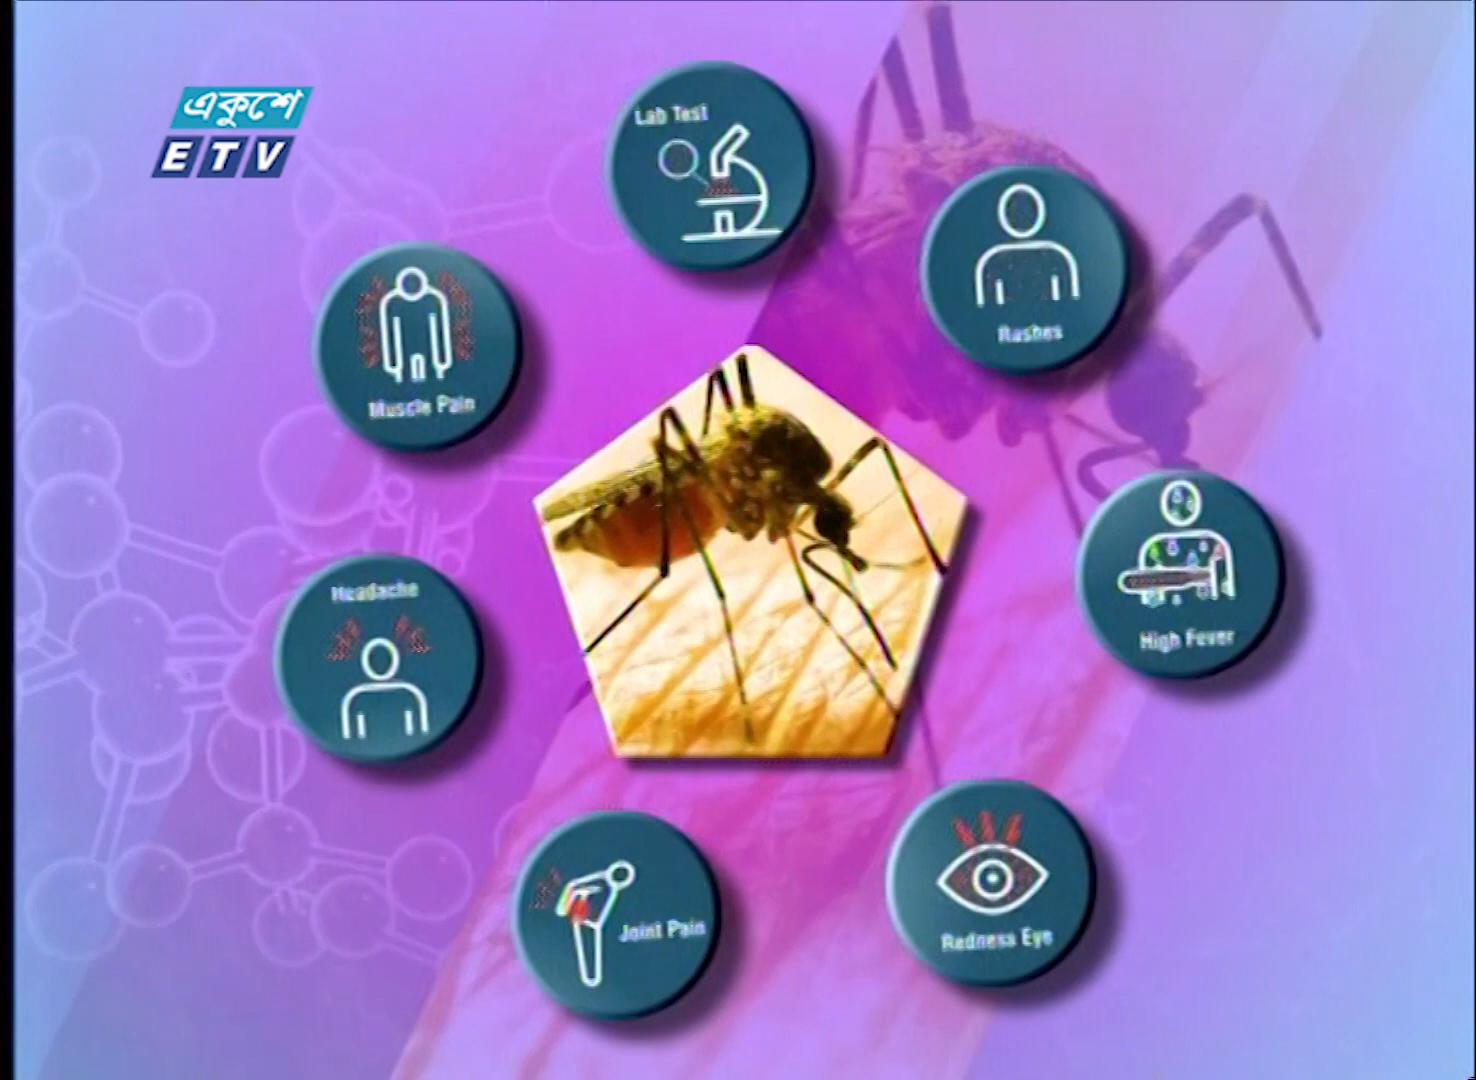 একুশে
ETV
Lab Test
Rashes
Muscle Pain
High Fever
Headache
Joint Pain
Redness Eye